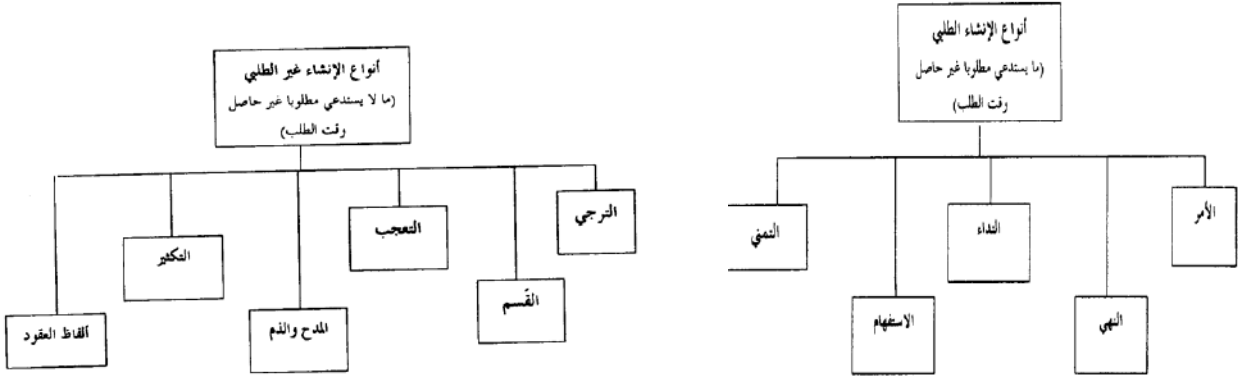 أنواع الإنشاء الطلبي
(ما يستدعي مطلوبا غير حاصل
وقت الطلب)
الأمر
النهي
النداء
الاستفهام
التمني
أنواع الإنشاء غير الطلبي
(ما لا يستدعي مطلوبا غير حاصل
وقت الطلب)
الترجي
القَسم
التعجب
المدح والذم
التكثير
ألفاظ العقود